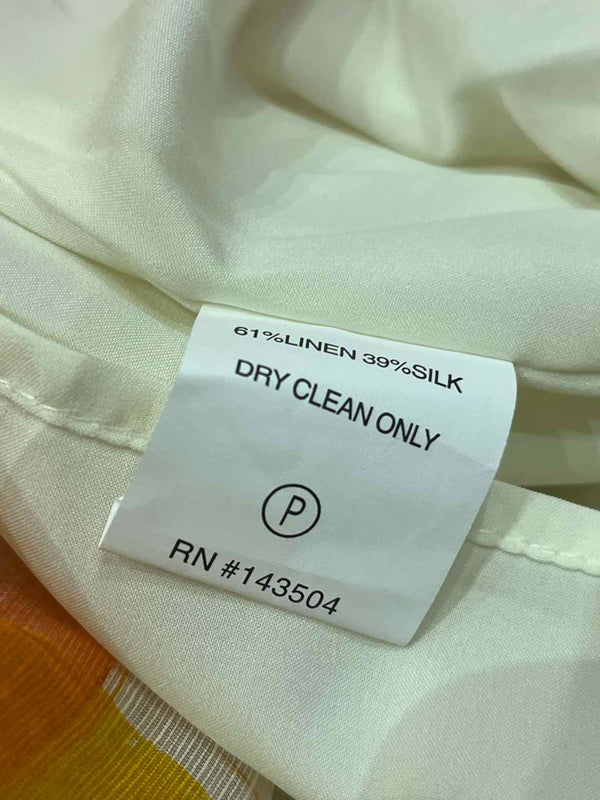 61%LINEN 39%SILK
DRY CLEAN ONLY
P
RN #143504